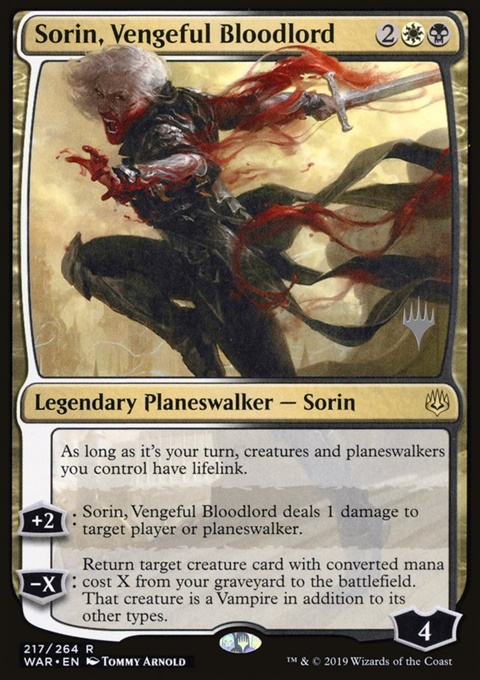 Sorin, Vengeful Bloodlord 2
Legendary Planeswalker — Sorin
As long as it's your turn, creatures and planeswalkers
you control have lifelink.
+2: Sorin, Vengeful Bloodlord deals 1 damage to
target player or planeswalker.
Return target creature card with converted mana
−X: cost X from your graveyard to the battlefield.
That creature is a Vampire in addition to its
other types.
4
217/264 R
WAR • EN Tommy Arnold
™ & © 2019 Wizards of the Coast